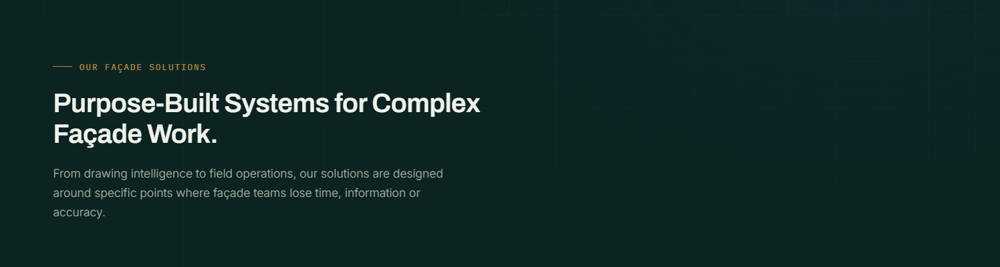 OUR FAÇADE SOLUTIONS
Purpose-Built Systems for Complex
Façade Work.
From drawing intelligence to field operations, our solutions are designed
around specific points where façade teams lose time, information or
accuracy.